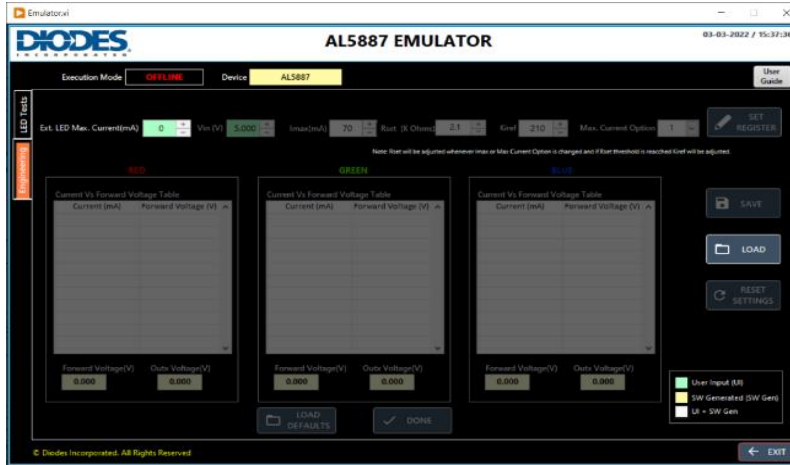 Emulator.vi
DIODES
INCORPORATED
AL5887 EMULATOR
03-03-2022 / 15:37:36
Execution Mode OFFLINE Device AL5887
User Guide
LED Tests
Engineering
Ext. LED Max. Current(mA) 0 Vin (V) 5.000 Imax(mA) 70 Rset (K Ohms) 2.1 Kiref 210 Max. Current Option 1
SET REGISTER
Note: Rset will be adjusted whenever Imax or Max Current Option is changed and if Rset threshold is reached Kiref will be adjusted.
RED GREEN BLUE
Current Vs Forward Voltage Table Current Vs Forward Voltage Table Current Vs Forward Voltage Table
Current (mA) Forward Voltage (V) Current (mA) Forward Voltage (V) Current (mA) Forward Voltage (V)
SAVE
LOAD
RESET SETTINGS
Forward Voltage(V) Outx Voltage(V) Forward Voltage(V) Outx Voltage(V) Forward Voltage(V) Outx Voltage(V)
0.000 0.000 0.000 0.000 0.000 0.000
User Input (UI)
SW Generated (SW Gen)
UI + SW Gen
LOAD DEFAULTS
DONE
© Diodes Incorporated. All Rights Reserved
EXIT